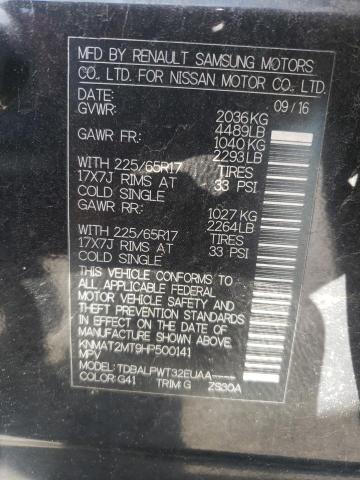 MFD BY RENAULT SAMSUNG MOTORS
CO. LTD. FOR NISSAN MOTOR CO. LTD.
DATE: 09/16
GVWR: 2036KG
4489LB
GAWR FR: 1040 KG
2293LB
WITH 225/65R17 TIRES
17X7J RIMS AT 33 PSI
COLD SINGLE
GAWR RR: 1027 KG
2264LB
WITH 225/65R17 TIRES
17X7J RIMS AT 33 PSI
COLD SINGLE
THIS VEHICLE CONFORMS TO
ALL APPLICABLE FEDERAL
MOTOR VEHICLE SAFETY AND
THEFT PREVENTION STANDARDS
IN EFFECT ON THE DATE OF
MANUFACTURE SHOWN ABOVE.
KNMAT2MT9HP500141
MPV
MODEL: TDBALPWT32EUAA-----
COLOR: G41 TRIM: G ZS30A